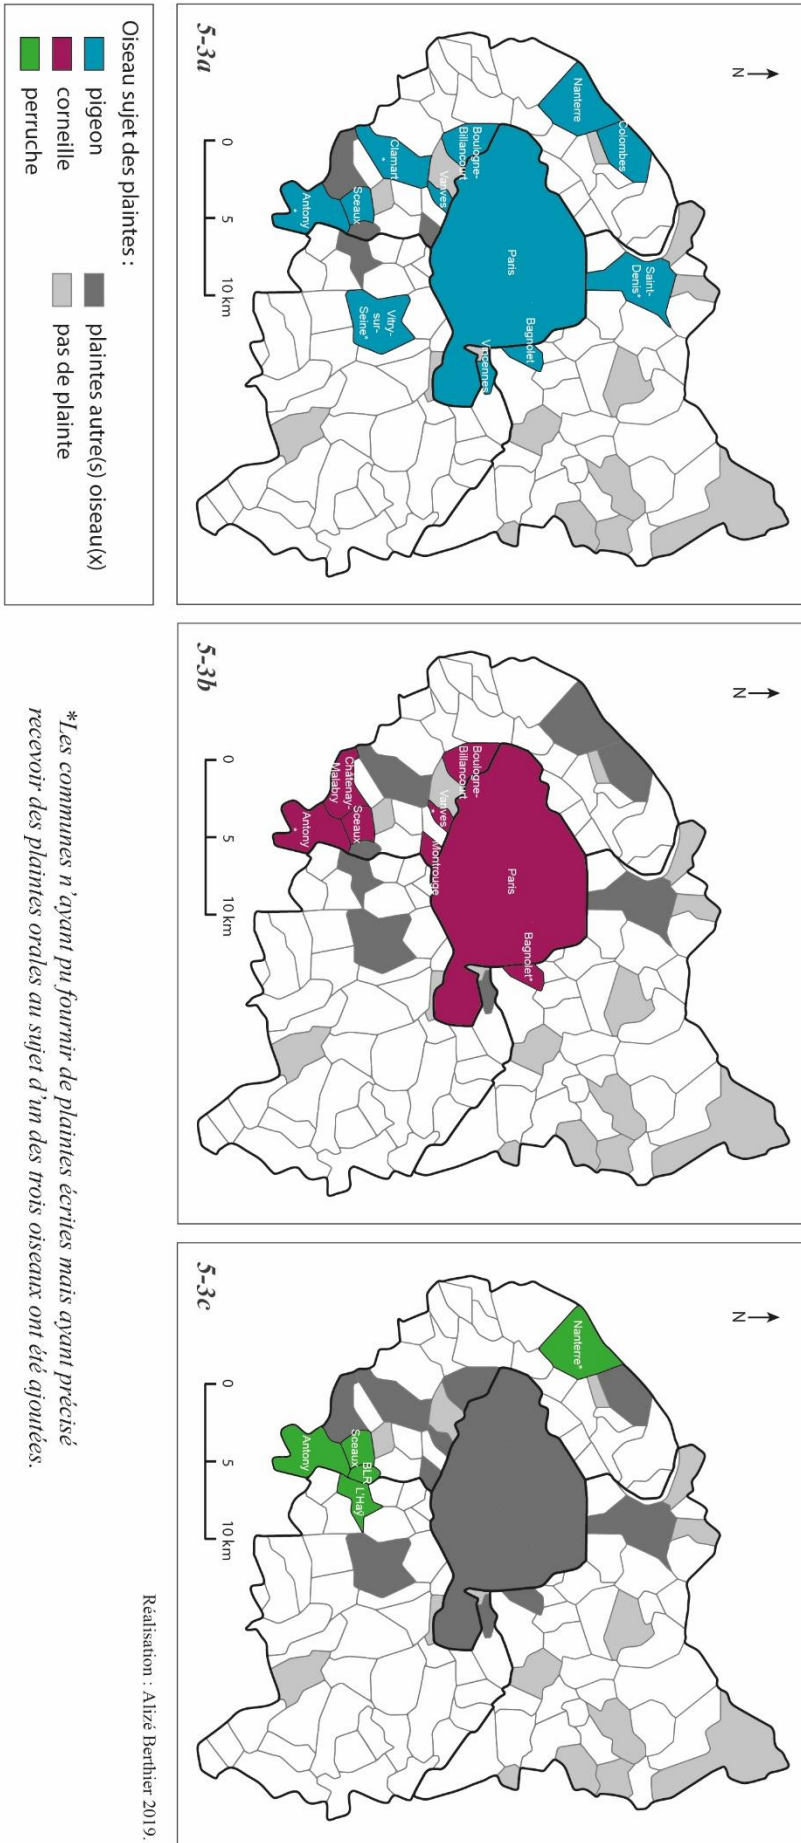 N
Nanterre
Colombes
Saint-
Denis*
Boulogne-
Billancourt
Paris
Bagnolet
Vanves
Vincennes
Clamart
*
Sceaux
Vitry-
sur-
Seine*
Antony
*
5-3a
0
5
10 km
N
Boulogne-
Billancourt
Paris
Bagnolet*
Vanves
*
Montrouge
Châtenay-
Malabry
Sceaux
Antony
*
5-3b
0
5
10 km
N
Nanterre*
BLR
Sceaux
L'Haÿ
Antony
5-3c
0
5
10 km
Oiseau sujet des plaintes :
pigeon
corneille
perruche
plaintes autre(s) oiseau(x)
pas de plainte
*Les communes n'ayant pu fournir de plaintes écrites mais ayant précisé
recevoir des plaintes orales au sujet d'un des trois oiseaux ont été ajoutées.
Réalisation : Alizé Berthier 2019.